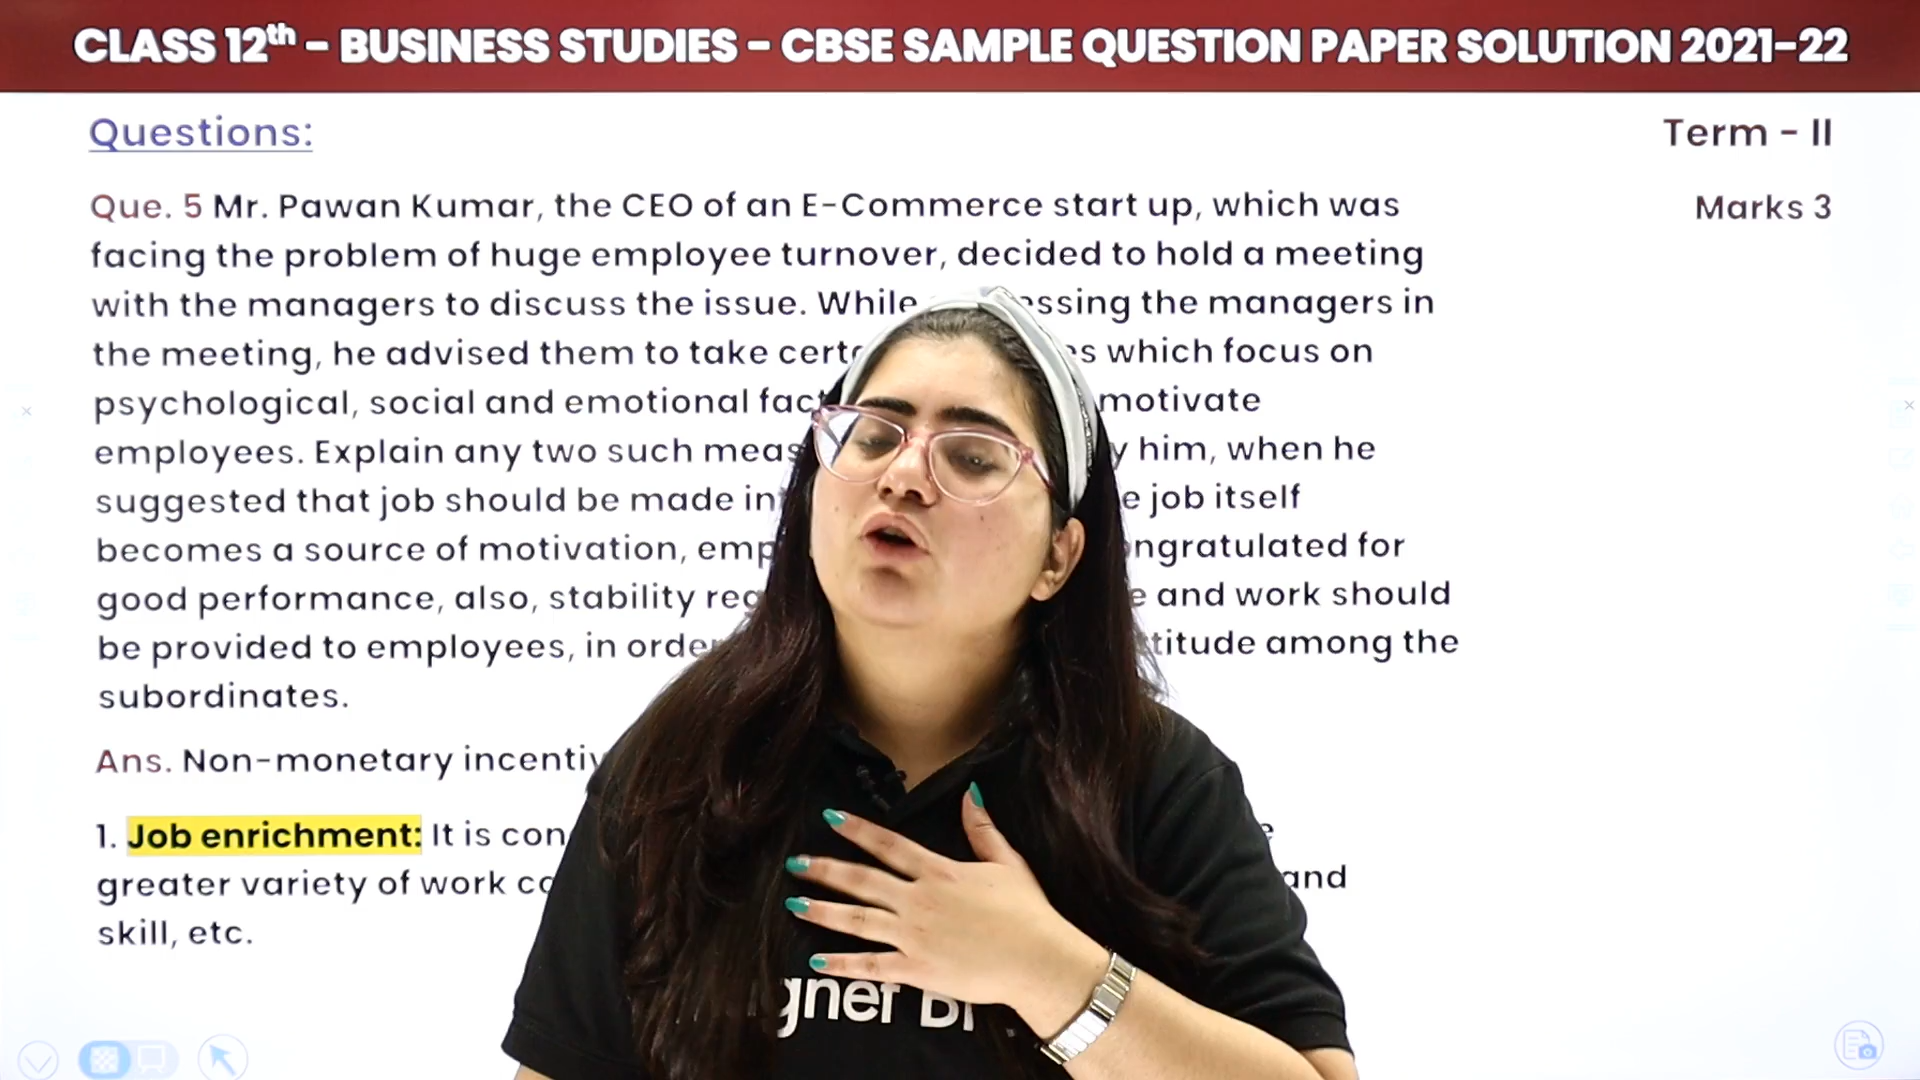 CLASS 12th – BUSINESS STUDIES – CBSE SAMPLE QUESTION PAPER SOLUTION 2021–22
Questions:
Term - II
Que. 5 Mr. Pawan Kumar, the CEO of an E-Commerce start up, which was
Marks 3
facing the problem of huge employee turnover, decided to hold a meeting
with the managers to discuss the issue. While the managers in
the meeting, he advised them to take which focus on
psychological, social and emotional motivate
employees. Explain any two such him, when he
suggested that job should be made job itself
becomes a source of motivation, for
good performance, also, stability and work should
be provided to employees, in among the
subordinates.
Ans. Non-monetary
1. Job enrichment: It is
greater variety of work and
skill, etc.